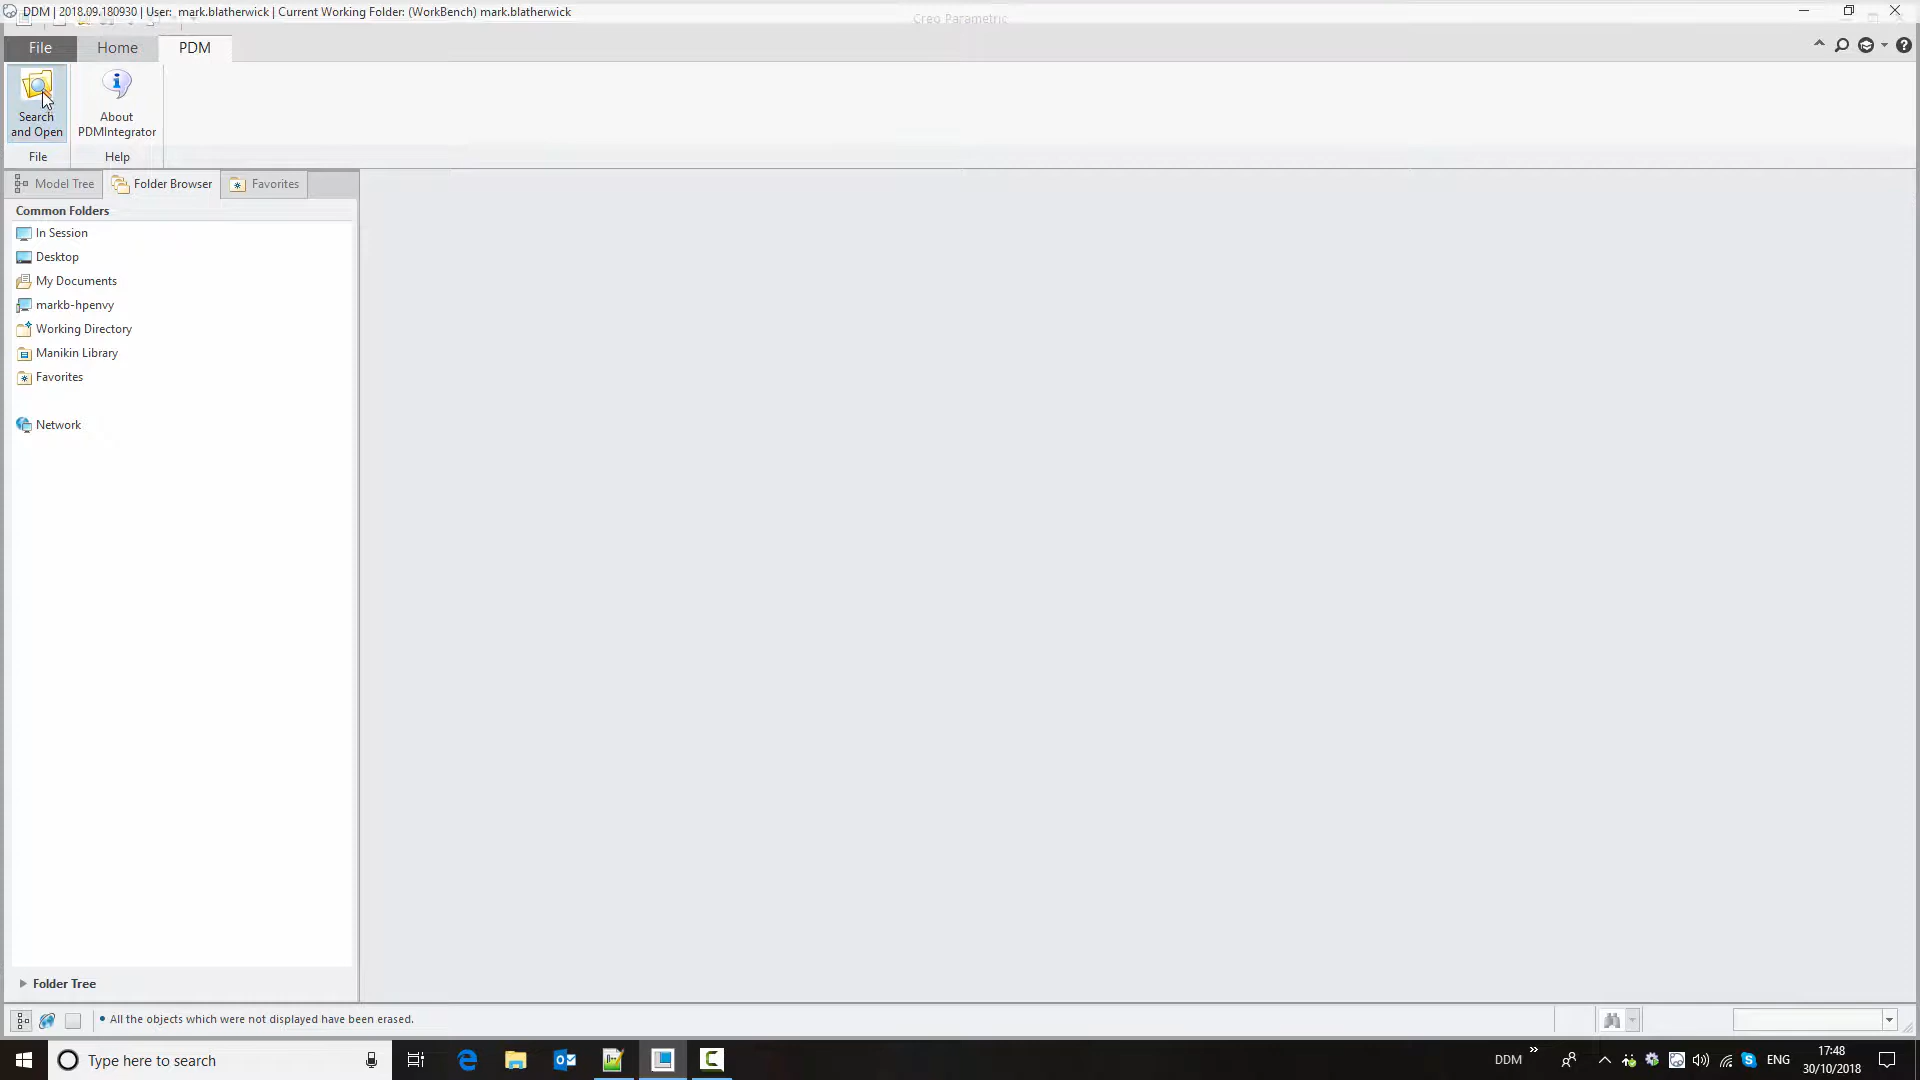 DDM | 2018.09.180930 | User: mark.blatherwick | Current Working Folder: (WorkBench) mark.blatherwick
Creo Parametric
File Home PDM
Search and Open
About PDMIntegrator
File Help
Model Tree Folder Browser Favorites
Common Folders
In Session
Desktop
My Documents
markb-hpenvy
Working Directory
Manikin Library
Favorites
Network
Folder Tree
• All the objects which were not displayed have been erased.
Type here to search
DDM
ENG
17:48
30/10/2018